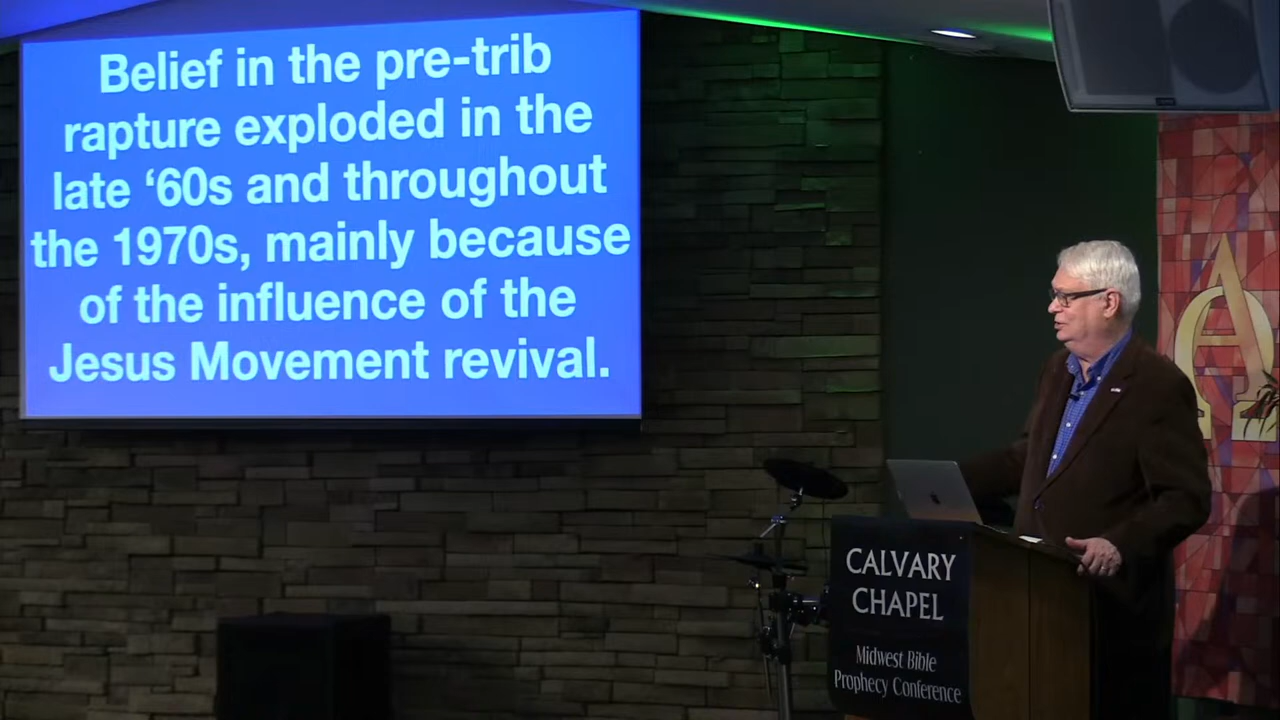 Belief in the pre-trib
rapture exploded in the
late ‘60s and throughout
the 1970s, mainly because
of the influence of the
Jesus Movement revival.
CALVARY
CHAPEL
Midwest Bible
Prophecy Conference